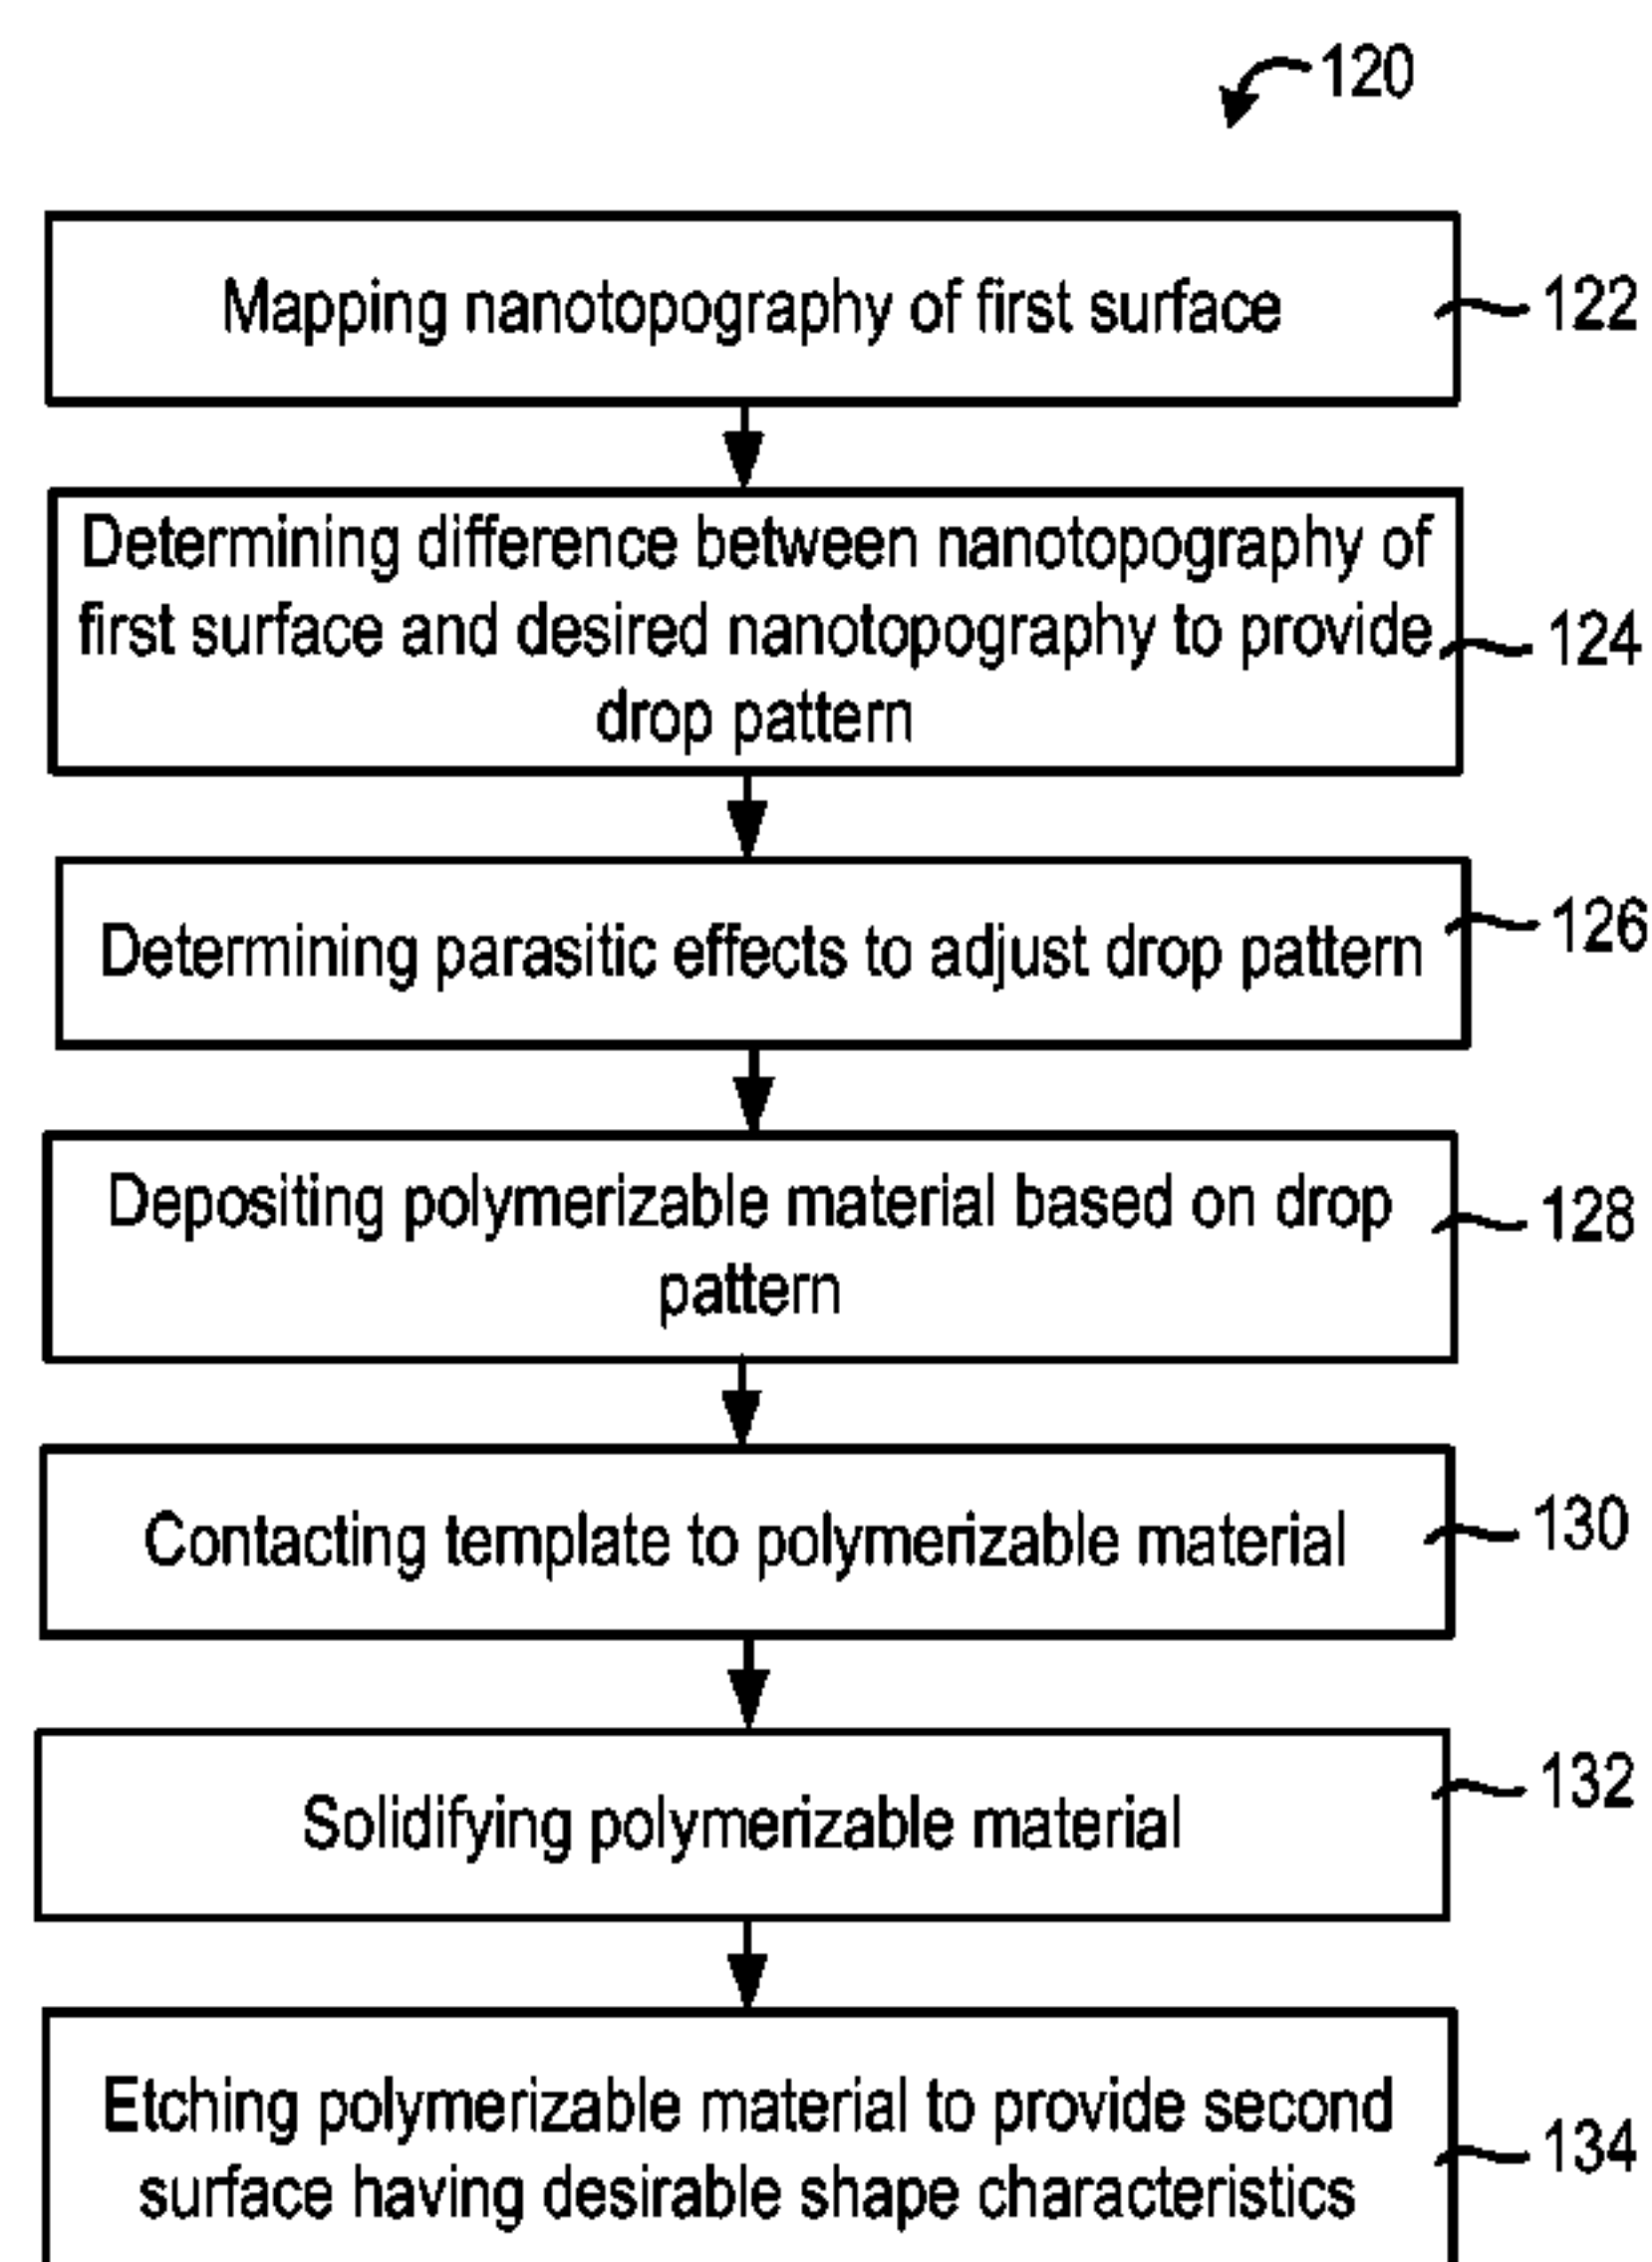 120
Mapping nanotopography of first surface
122
Determining difference between nanotopography of
first surface and desired nanotopography to provide
drop pattern
124
Determining parasitic effects to adjust drop pattern
126
Depositing polymerizable material based on drop
pattern
128
Contacting template to polymerizable material
130
Solidifying polymerizable material
132
Etching polymerizable material to provide second
surface having desirable shape characteristics
134